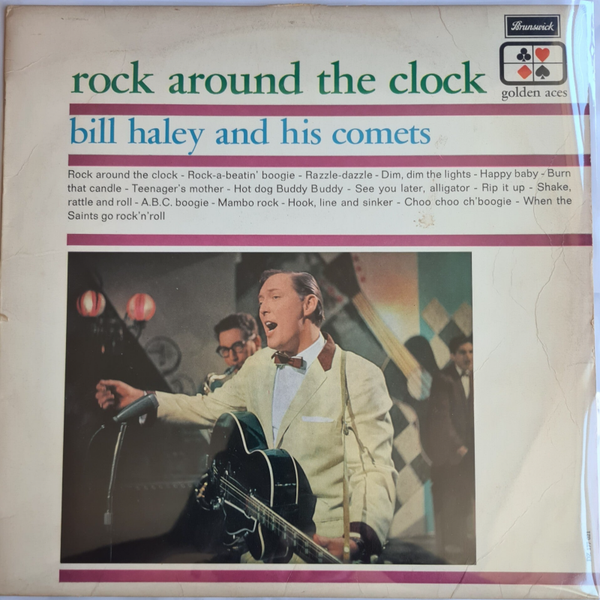 Brunswick
rock around the clock
golden aces
bill haley and his comets
Rock around the clock - Rock-a-beatin' boogie - Razzle-dazzle - Dim, dim the lights - Happy baby - Burn
that candle - Teenager's mother - Hot dog Buddy Buddy - See you later, alligator - Rip it up - Shake,
rattle and roll - A.B.C. boogie - Mambo rock - Hook, line and sinker - Choo choo ch'boogie - When the
Saints go rock'n'roll